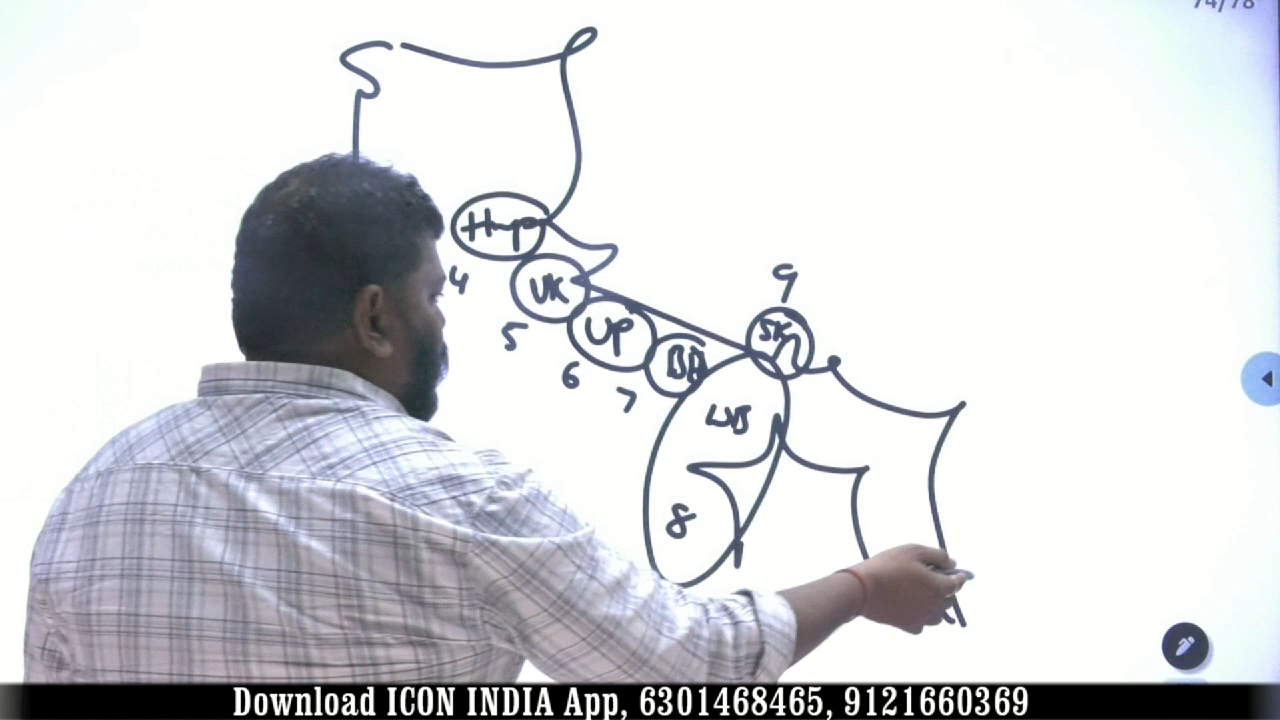 74/78
Hmp
4
UK
5
UP
6
BR
7
SK
9
WB
8
Download ICON INDIA App, 6301468465, 9121660369